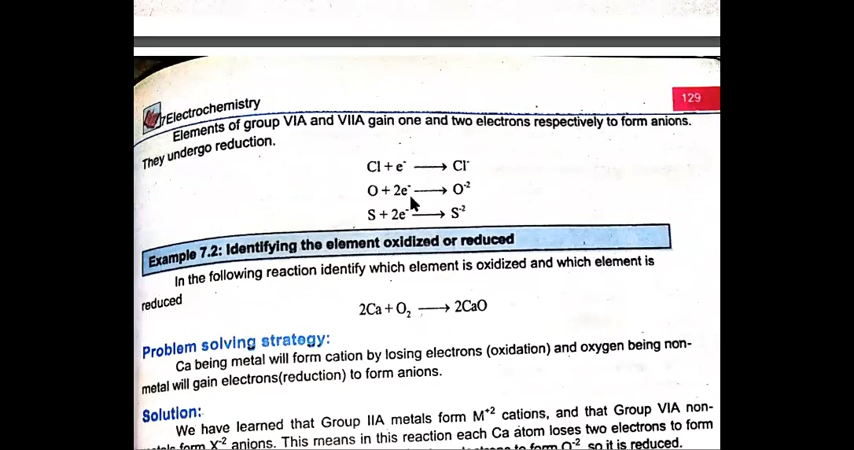 129
7 Electrochemistry
Elements of group VIA and VIIA gain one and two electrons respectively to form anions.
They undergo reduction.
Cl + e⁻ ⟶ Cl⁻
O + 2e⁻ ⟶ O⁻²
S + 2e⁻ ⟶ S⁻²
Example 7.2: Identifying the element oxidized or reduced
In the following reaction identify which element is oxidized and which element is
reduced
2Ca + O₂ ⟶ 2CaO
Problem solving strategy:
Ca being metal will form cation by losing electrons (oxidation) and oxygen being non-
metal will gain electrons(reduction) to form anions.
Solution:
We have learned that Group IIA metals form M⁺² cations, and that Group VIA non-
form X⁻² anions. This means in this reaction each Ca atom loses two electrons to form
to form O⁻² so it is reduced.